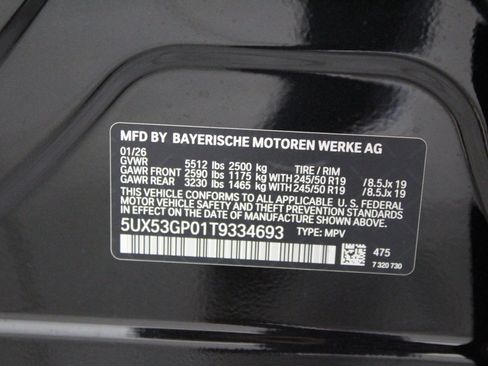 MFD BY BAYERISCHE MOTOREN WERKE AG
01/26
GVWR 5512 lbs 2500 kg TIRE / RIM
GAWR FRONT 2590 lbs 1175 kg WITH 245/50 R19 /8.5J x 19
GAWR REAR 3230 lbs 1465 kg WITH 245/50 R19 /8.5J x 19
THIS VEHICLE CONFORMS TO ALL APPLICABLE U. S. FEDERAL
MOTOR VEHICLE SAFETY AND THEFT PREVENTION STANDARDS
IN EFFECT ON THE DATE OF MANUFACTURE SHOWN ABOVE.
5UX53GP01T9334693 TYPE: MPV
475
7 320 730